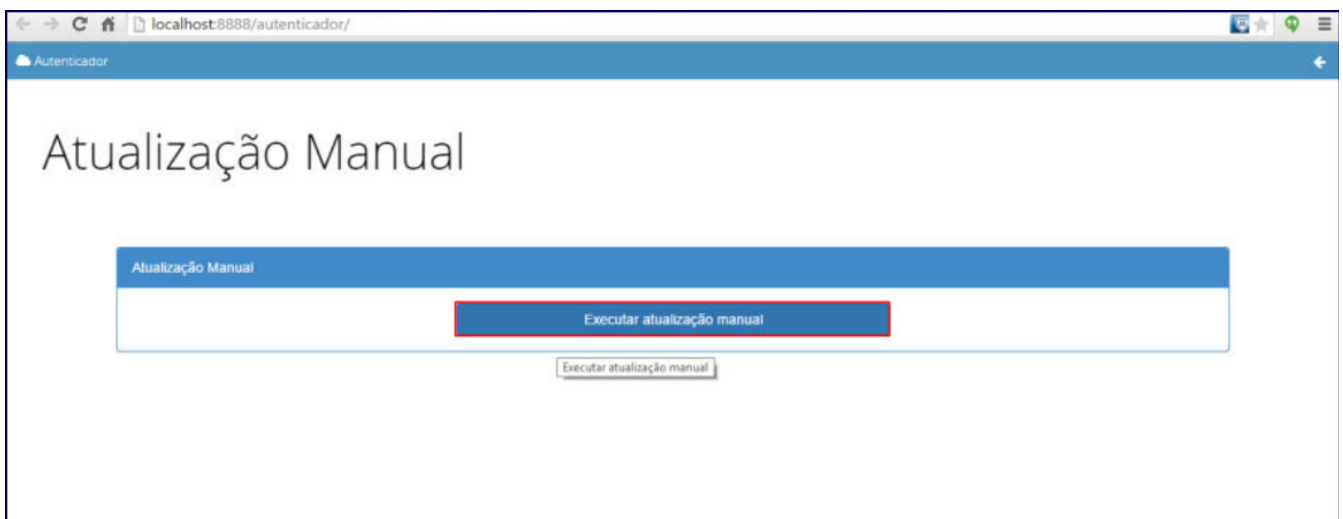 localhost:8888/autenticador/
Autenticador
Atualização Manual
Atualização Manual
Executar atualização manual
Executar atualização manual